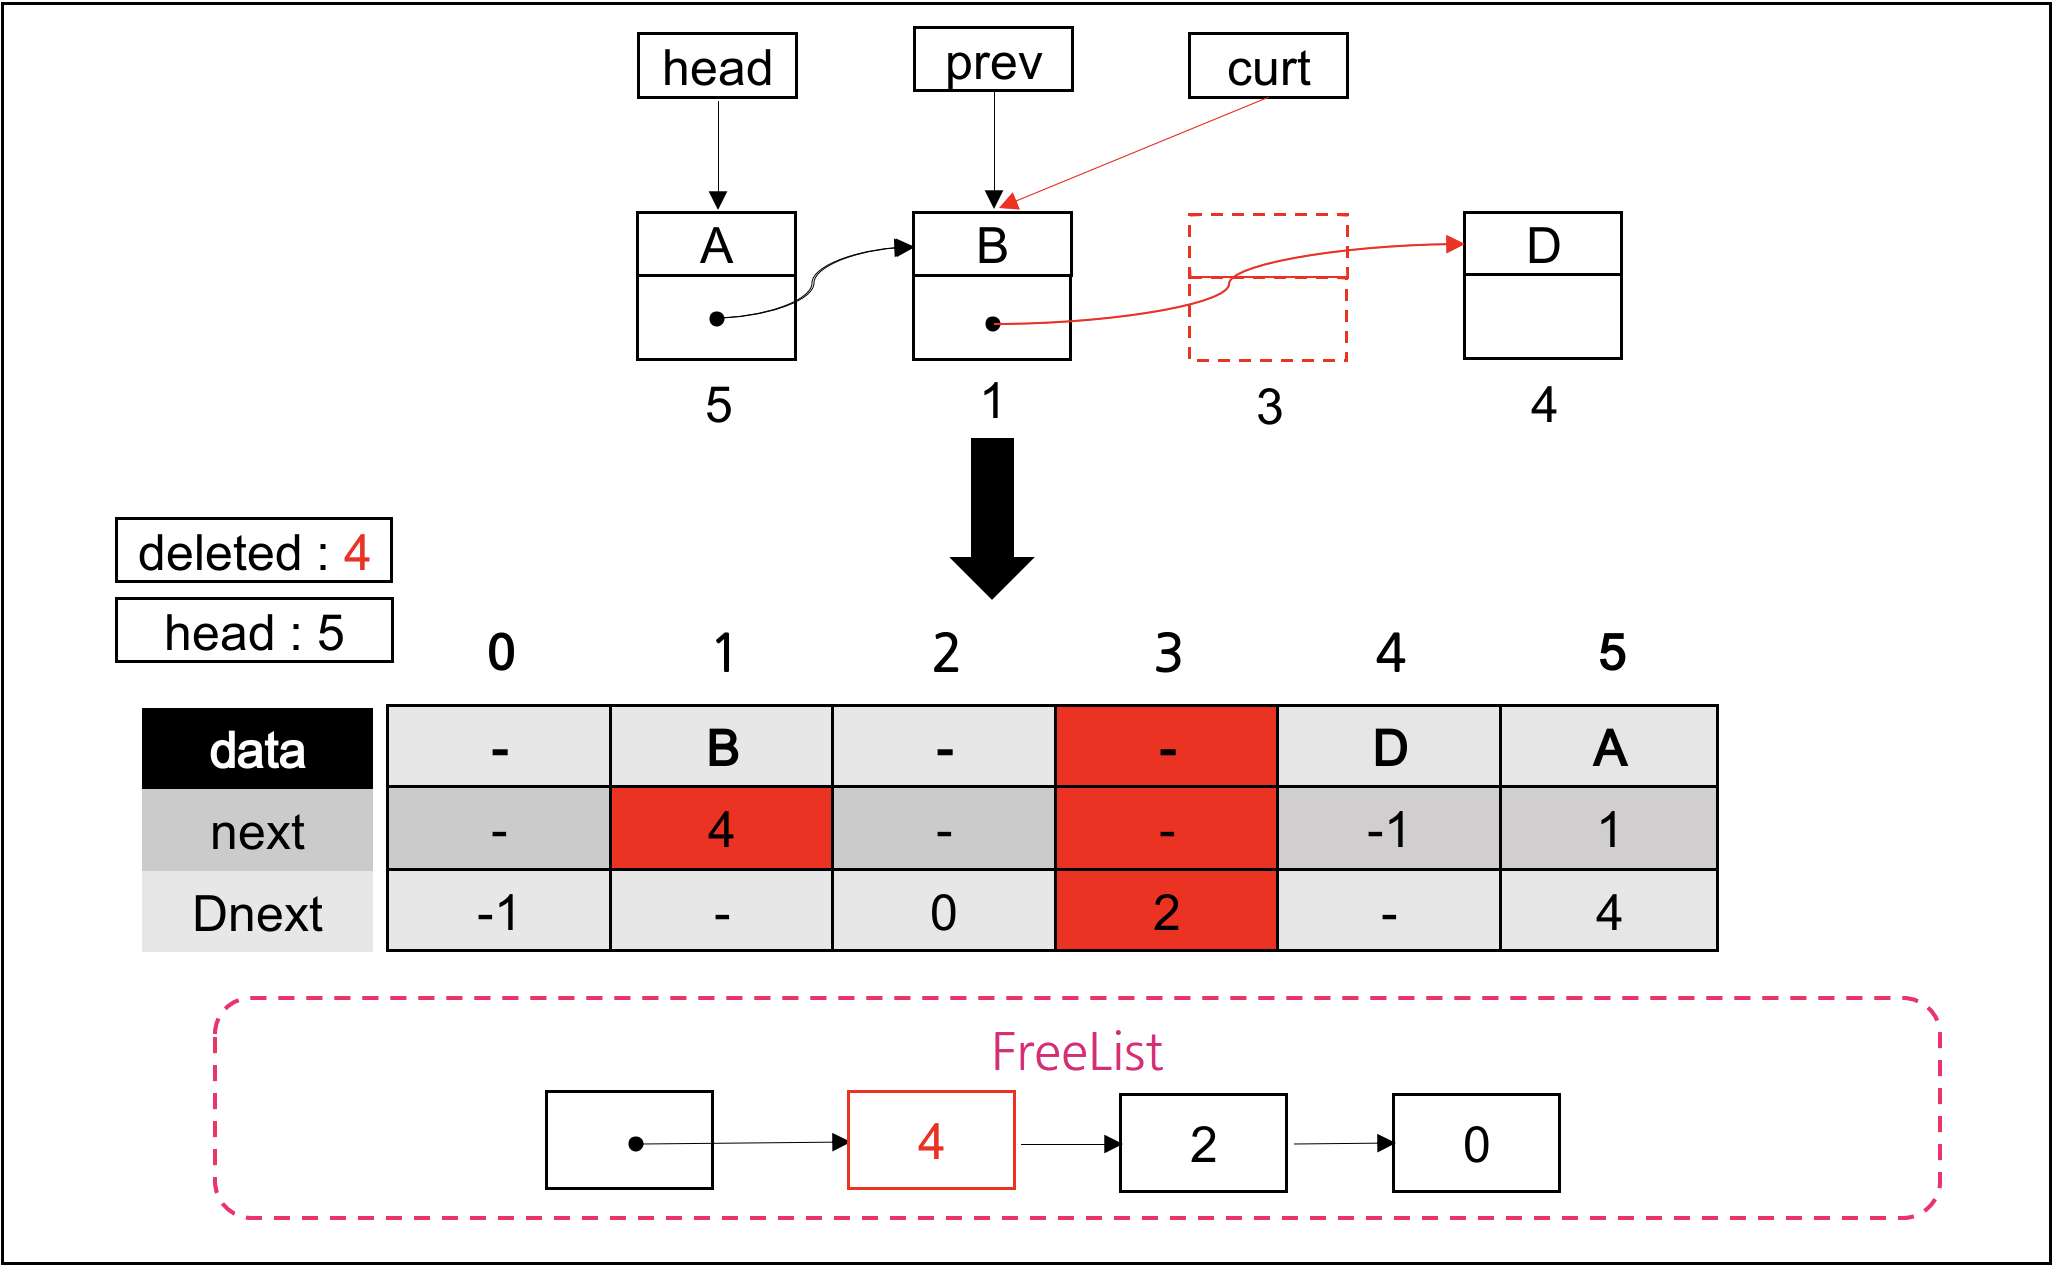 head prev curt
A B D
5 1 3 4
deleted : 4
head : 5
0 1 2 3 4 5
data - B - - D A
next - 4 - - -1 1
Dnext -1 - 0 2 - 4
FreeList
4 2 0